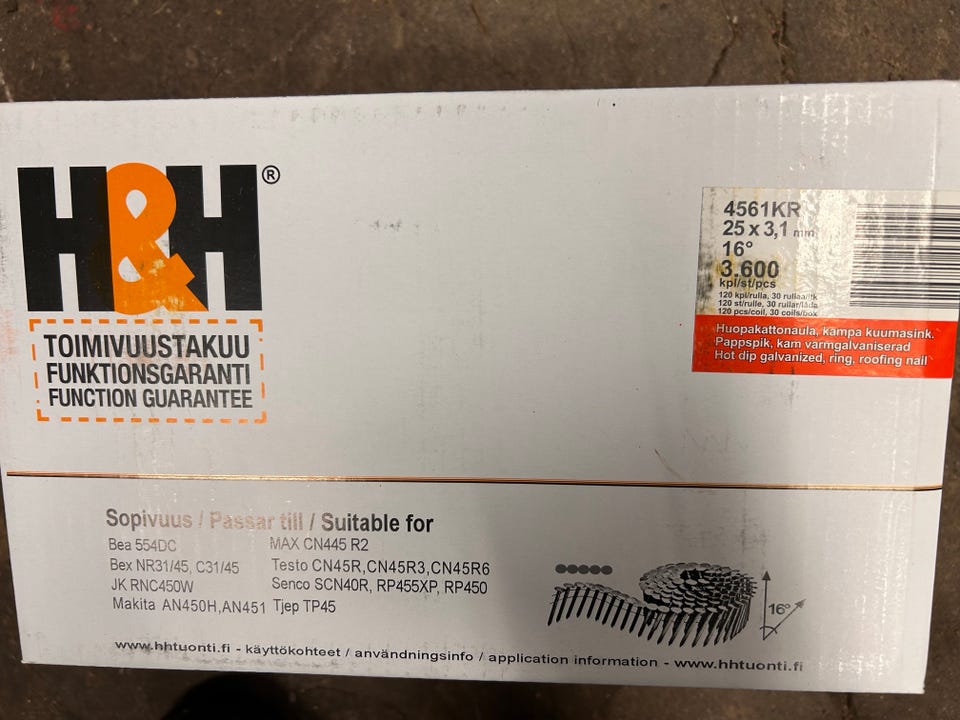 H&H®
TOIMIVUUSTAKUU
FUNKTIONSGARANTI
FUNCTION GUARANTEE
4561KR
25 x 3,1 mm
16°
3.600
kpl/st/pcs
120 kpl/rulla, 30 rullaa/ltk
120 st/rulle, 30 rullar/låda
120 pcs/coil, 30 coils/box
Huopakattonaula, kampa kuumasink.
Pappspik, kam varmgalvaniserad
Hot dip galvanized, ring, roofing nail
Sopivuus / Passar till / Suitable for
Bea 554DC
Bex NR31/45, C31/45
JK RNC450W
Makita AN450H,AN451
MAX CN445 R2
Testo CN45R,CN45R3,CN45R6
Senco SCN40R, RP455XP, RP450
Tjep TP45
16°
www.hhtuonti.fi - käyttökohteet / användningsinfo / application information - www.hhtuonti.fi